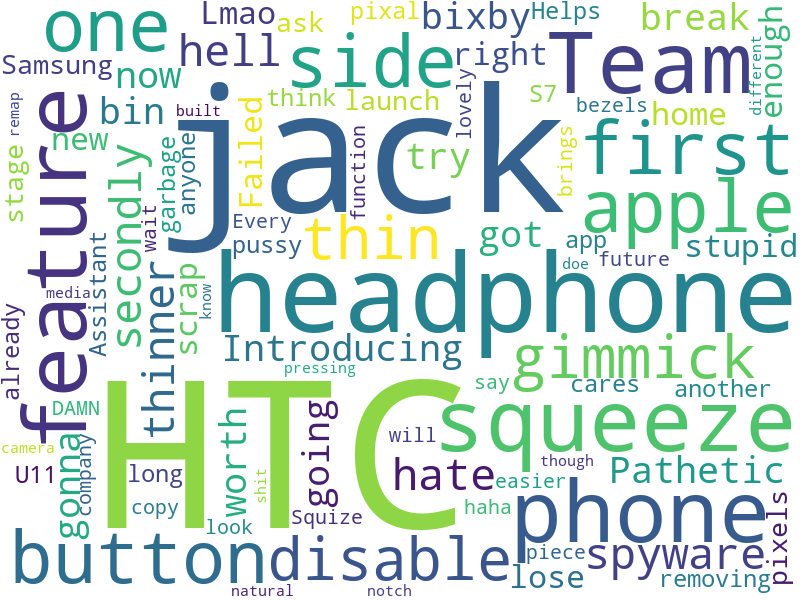 one
Lmao
ask
pixal
bixby
Helps
break
Samsung
now
hell
side
right
Team
enough
different
remap
new
bin
built
jack
think
launch
S7
bezels
home
lovely
first
stage
feature
secondly
garbage
anyone
Failed
function
try
brings
apple
wait
Every
pussy
thin
got
app
stupid
Assistant
media
thinner
scrap
know
headphone
doe
future
already
Introducing
pressing
gimmick
DAMN
HTC
say
cares
another
camera
U11
gonna
company
long
worth
going
will
hate
squeeze
though
Pathetic
copy
look
shit
Squize
haha
easier
phone
pixels
button
disable
piece
spyware
lose
removing
natural
notch